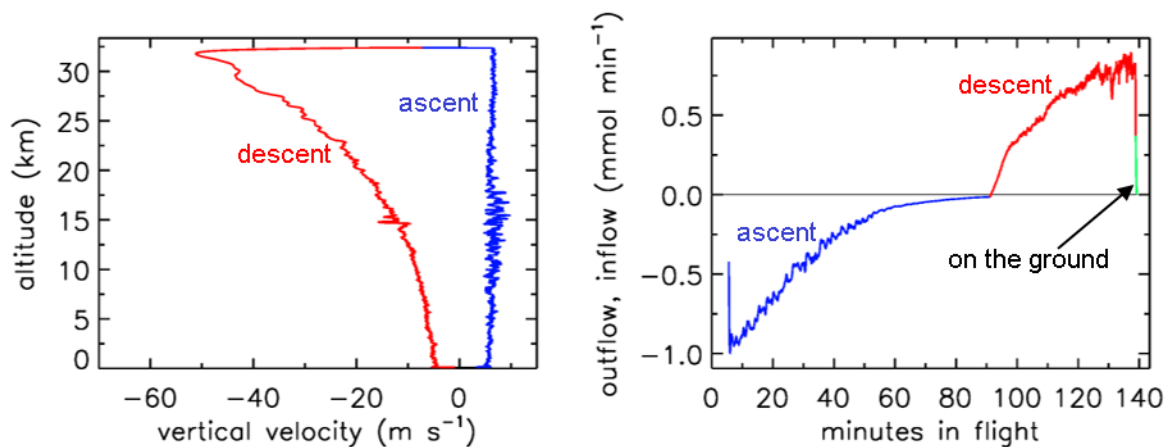 30
25
20
15
10
5
0
altitude (km)
ascent
descent
−60
−40
−20
0
vertical velocity (m s⁻¹)
0.5
0.0
−0.5
−1.0
outflow, inflow (mmol min⁻¹)
descent
ascent
on the ground
0
20
40
60
80
100
120
140
minutes in flight